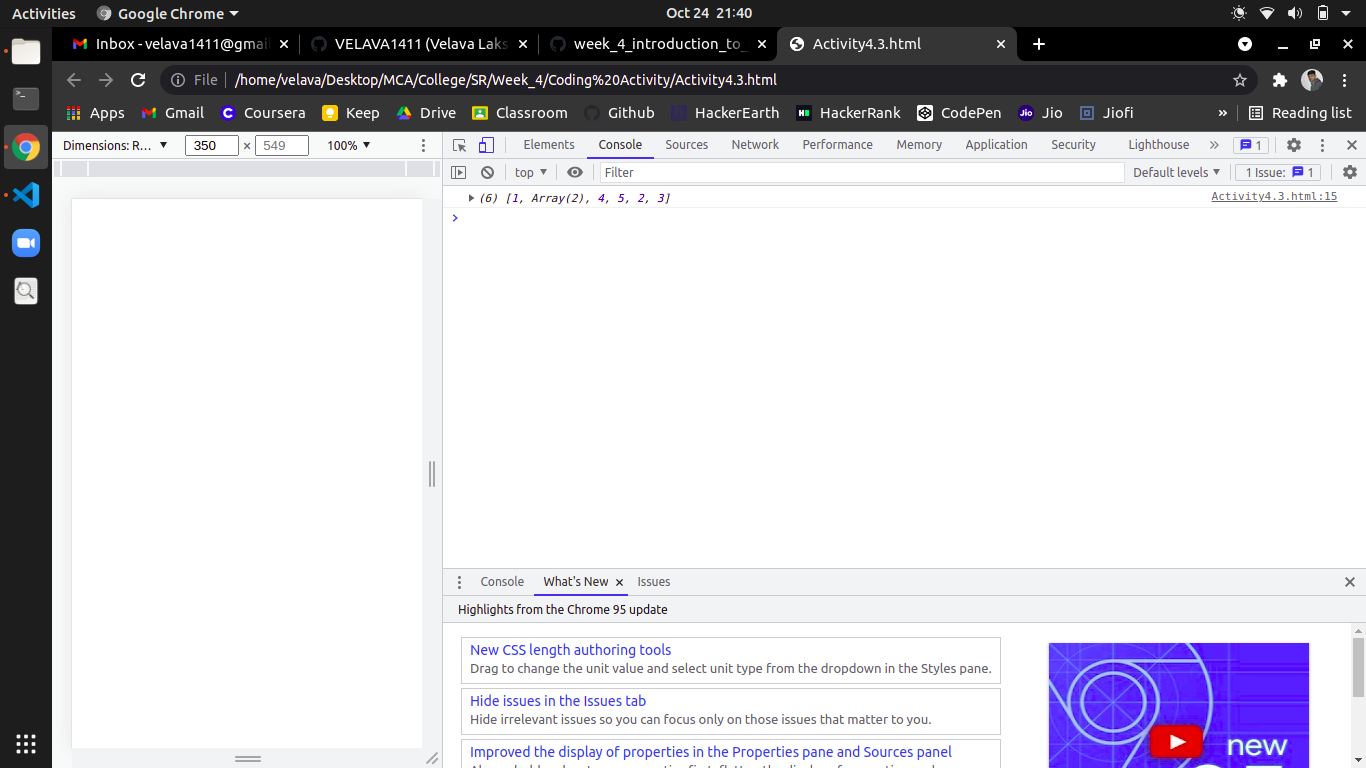 Activities Google Chrome Oct 24 21:40
Inbox - velava1411@gmai VELAVA1411 (Velava Laks week_4_introduction_to_ Activity4.3.html
File /home/velava/Desktop/MCA/College/SR/Week_4/Coding%20Activity/Activity4.3.html
Apps Gmail Coursera Keep Drive Classroom Github HackerEarth HackerRank CodePen Jio Jiofi » Reading list
Dimensions: R... 350 × 549 100% Elements Console Sources Network Performance Memory Application Security Lighthouse » 1
top Filter Default levels 1 Issue: 1
(6) [1, Array(2), 4, 5, 2, 3] Activity4.3.html:15
Console What's New × Issues
Highlights from the Chrome 95 update
New CSS length authoring tools
Drag to change the unit value and select unit type from the dropdown in the Styles pane.
Hide issues in the Issues tab
Hide irrelevant issues so you can focus only on those issues that matter to you.
Improved the display of properties in the Properties pane and Sources panel
new